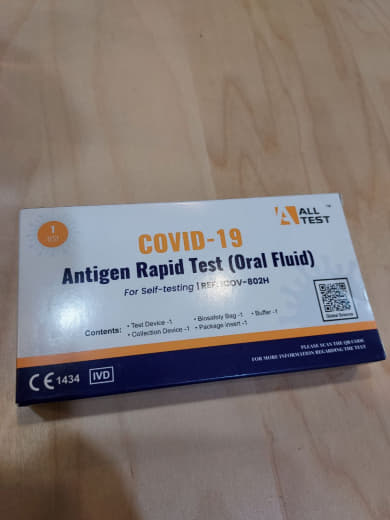 1
TEST
ALL
TEST
™
COVID-19
Antigen Rapid Test (Oral Fluid)
For Self-testing | REF: ICOV-802H
Contents: • Test Device -1 • Biosafety Bag -1 • Buffer -1
• Collection Device -1 • Package Insert -1
PLEASE SCAN THE QR CODE
FOR MORE INFORMATION REGARDING THE TEST
CE 1434 IVD